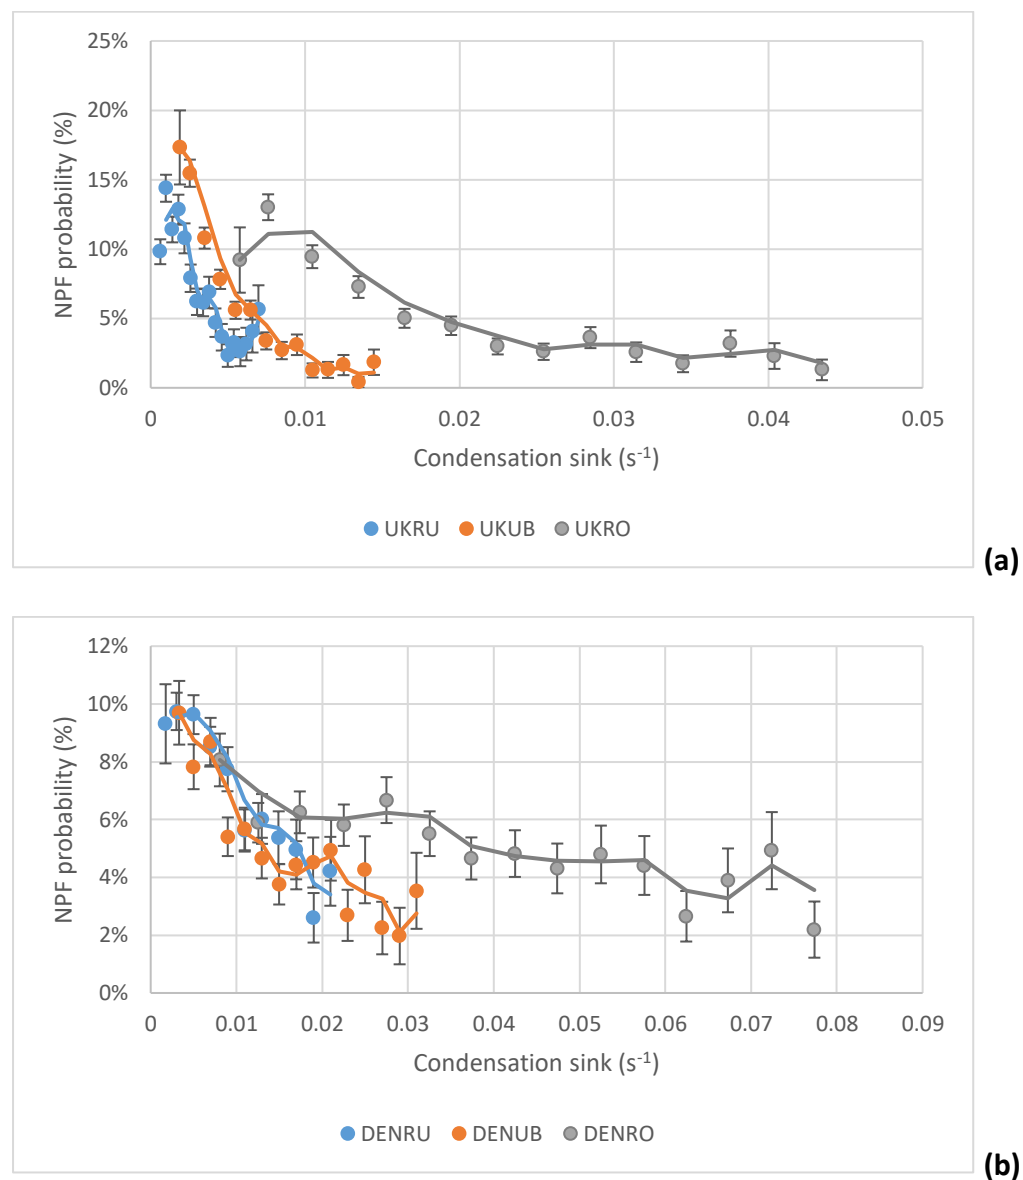 25%
20%
15%
10%
5%
0%
NPF probability (%)
0 0.01 0.02 0.03 0.04 0.05
Condensation sink (s⁻¹)
UKRU UKUB UKRO
(a)
12%
10%
8%
6%
4%
2%
0%
NPF probability (%)
0 0.01 0.02 0.03 0.04 0.05 0.06 0.07 0.08 0.09
Condensation sink (s⁻¹)
DENRU DENUB DENRO
(b)